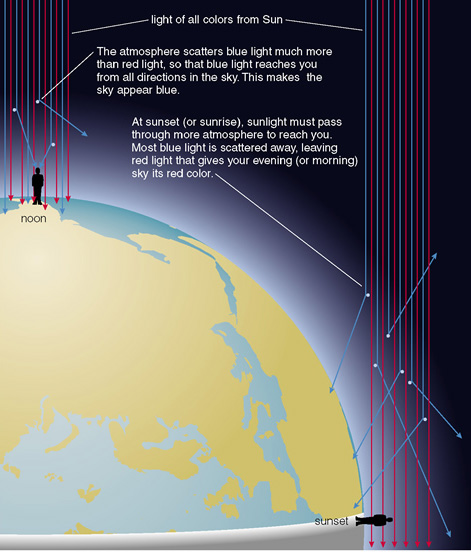 light of all colors from Sun
The atmosphere scatters blue light much more
than red light, so that blue light reaches you
from all directions in the sky. This makes the
sky appear blue.
At sunset (or sunrise), sunlight must pass
through more atmosphere to reach you.
Most blue light is scattered away, leaving
red light that gives your evening (or morning)
sky its red color.
noon
sunset